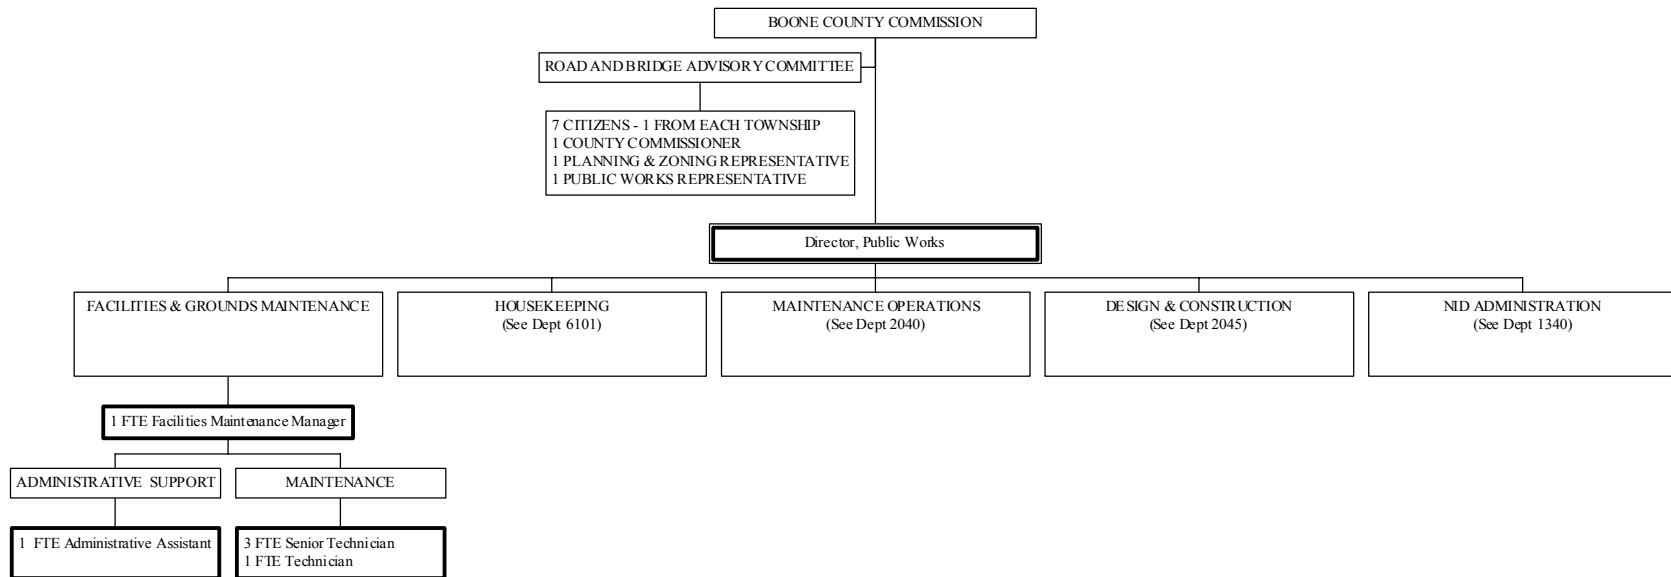 BOONE COUNTY COMMISSION
ROAD AND BRIDGE ADVISORY COMMITTEE
7 CITIZENS - 1 FROM EACH TOWNSHIP
1 COUNTY COMMISSIONER
1 PLANNING & ZONING REPRESENTATIVE
1 PUBLIC WORKS REPRESENTATIVE
Director, Public Works
FACILITIES & GROUNDS MAINTENANCE
HOUSEKEEPING
(See Dept 6101)
MAINTENANCE OPERATIONS
(See Dept 2040)
DESIGN & CONSTRUCTION
(See Dept 2045)
NID ADMINISTRATION
(See Dept 1340)
1 FTE Facilities Maintenance Manager
ADMINISTRATIVE SUPPORT
MAINTENANCE
1 FTE Administrative Assistant
3 FTE Senior Technician
1 FTE Technician